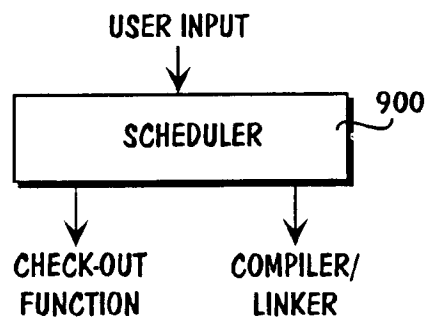 USER INPUT
900
SCHEDULER
CHECK-OUT
FUNCTION
COMPILER/
LINKER